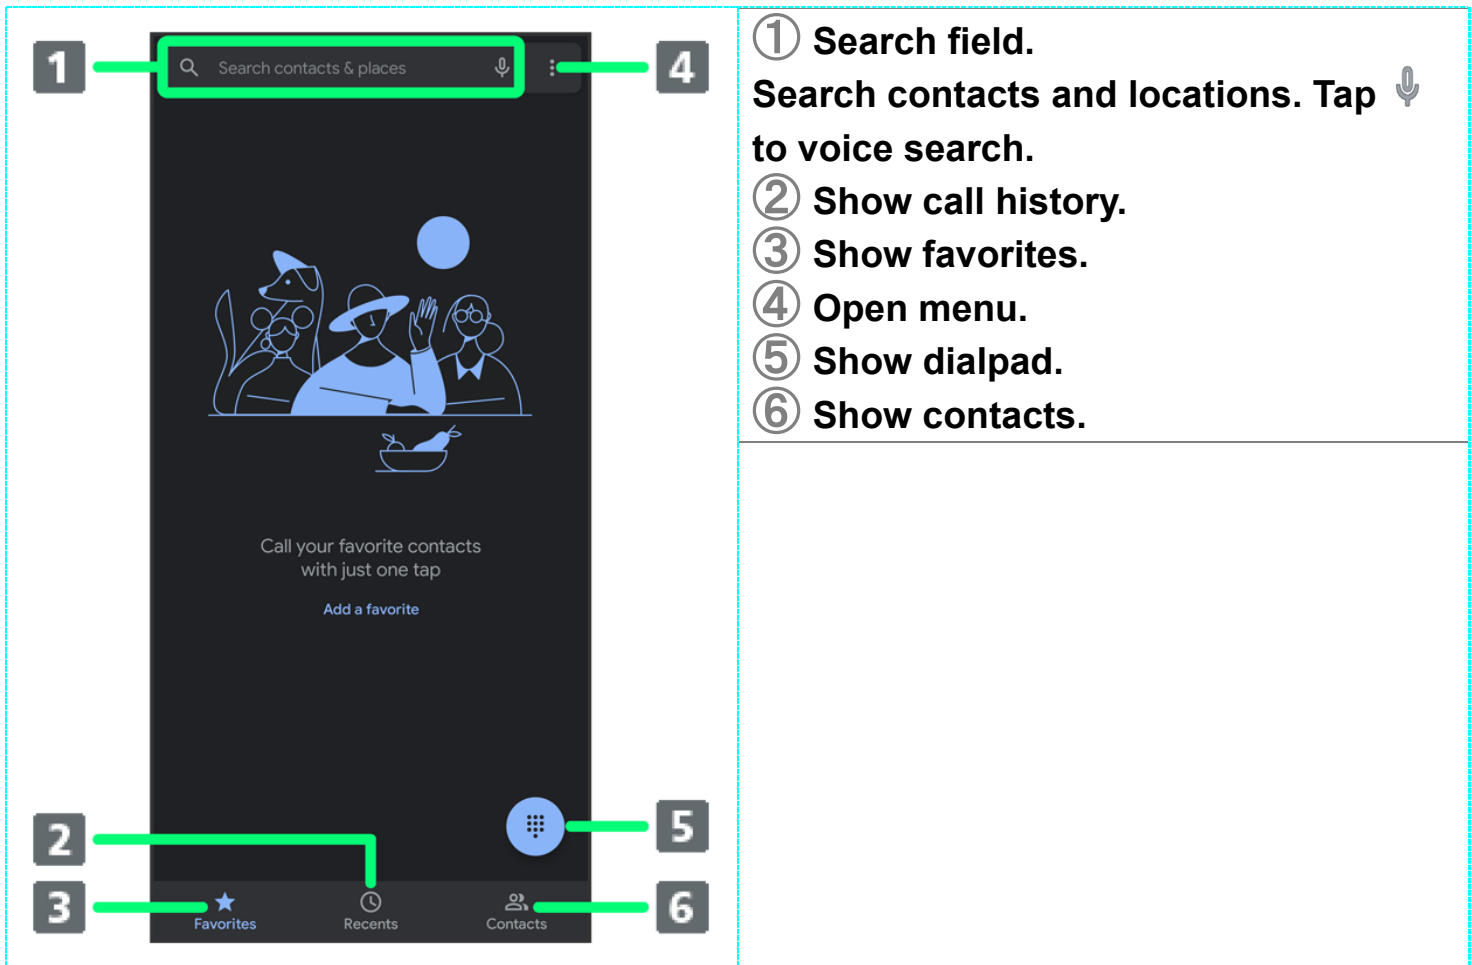 1
Search contacts & places
4
Call your favorite contacts
with just one tap
Add a favorite
2
5
3
Favorites
Recents
Contacts
6
① Search field.
Search contacts and locations. Tap
to voice search.
② Show call history.
③ Show favorites.
④ Open menu.
⑤ Show dialpad.
⑥ Show contacts.